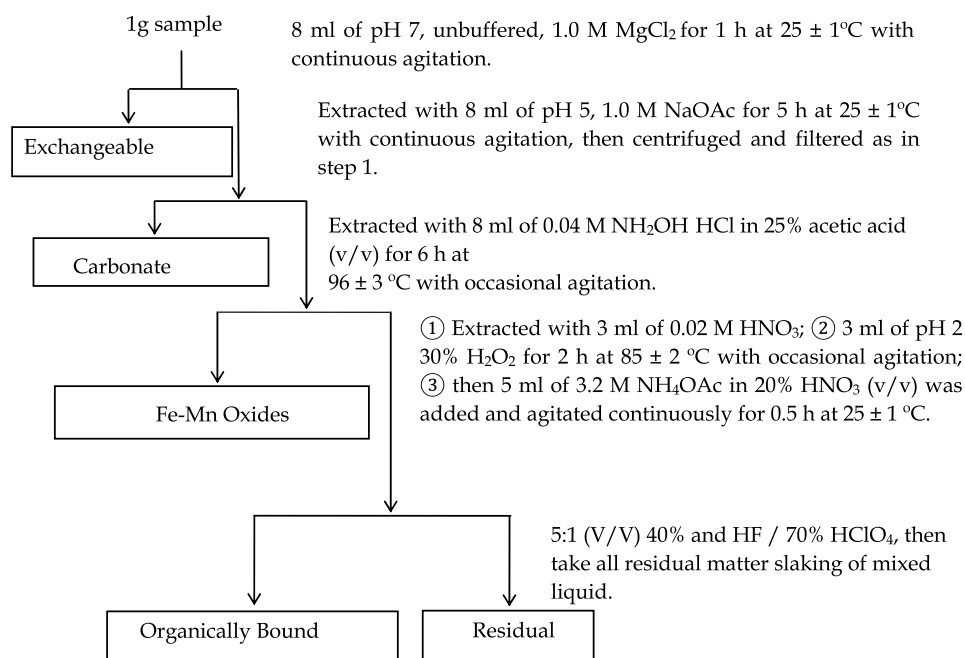 1g sample
8 ml of pH 7, unbuffered, 1.0 M MgCl₂ for 1 h at 25 ± 1ºC with
continuous agitation.
Extracted with 8 ml of pH 5, 1.0 M NaOAc for 5 h at 25 ± 1ºC
with continuous agitation, then centrifuged and filtered as in
step 1.
Exchangeable
Extracted with 8 ml of 0.04 M NH₂OH HCl in 25% acetic acid
(v/v) for 6 h at
96 ± 3 ºC with occasional agitation.
Carbonate
① Extracted with 3 ml of 0.02 M HNO₃; ② 3 ml of pH 2
30% H₂O₂ for 2 h at 85 ± 2 ºC with occasional agitation;
③ then 5 ml of 3.2 M NH₄OAc in 20% HNO₃ (v/v) was
added and agitated continuously for 0.5 h at 25 ± 1 ºC.
Fe-Mn Oxides
5:1 (V/V) 40% and HF / 70% HClO₄, then
take all residual matter slaking of mixed
liquid.
Organically Bound
Residual